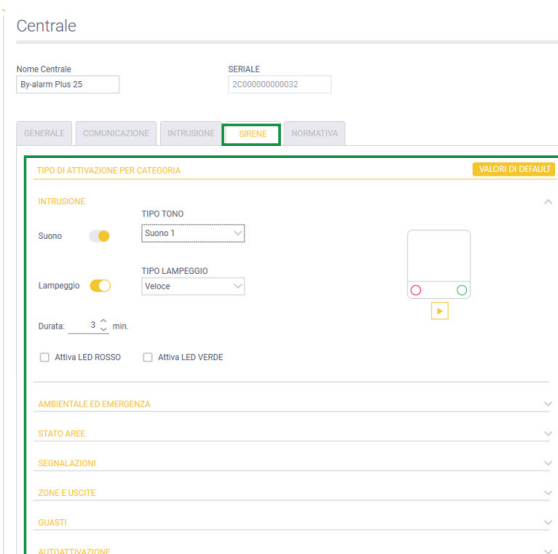 Centrale
Nome Centrale SERIALE
By-alarm Plus 25 2C000000000032
GENERALE COMUNICAZIONE INTRUSIONE SIRENE NORMATIVA
TIPO DI ATTIVAZIONE PER CATEGORIA VALORI DI DEFAULT
INTRUSIONE
TIPO TONO
Suono Suono 1
TIPO LAMPEGGIO
Lampeggio Veloce
Durata: 3 min.
Attiva LED ROSSO Attiva LED VERDE
AMBIENTALE ED EMERGENZA
STATO AREE
SEGNALAZIONI
ZONE E USCITE
GUASTI
AUTOATTIVAZIONE